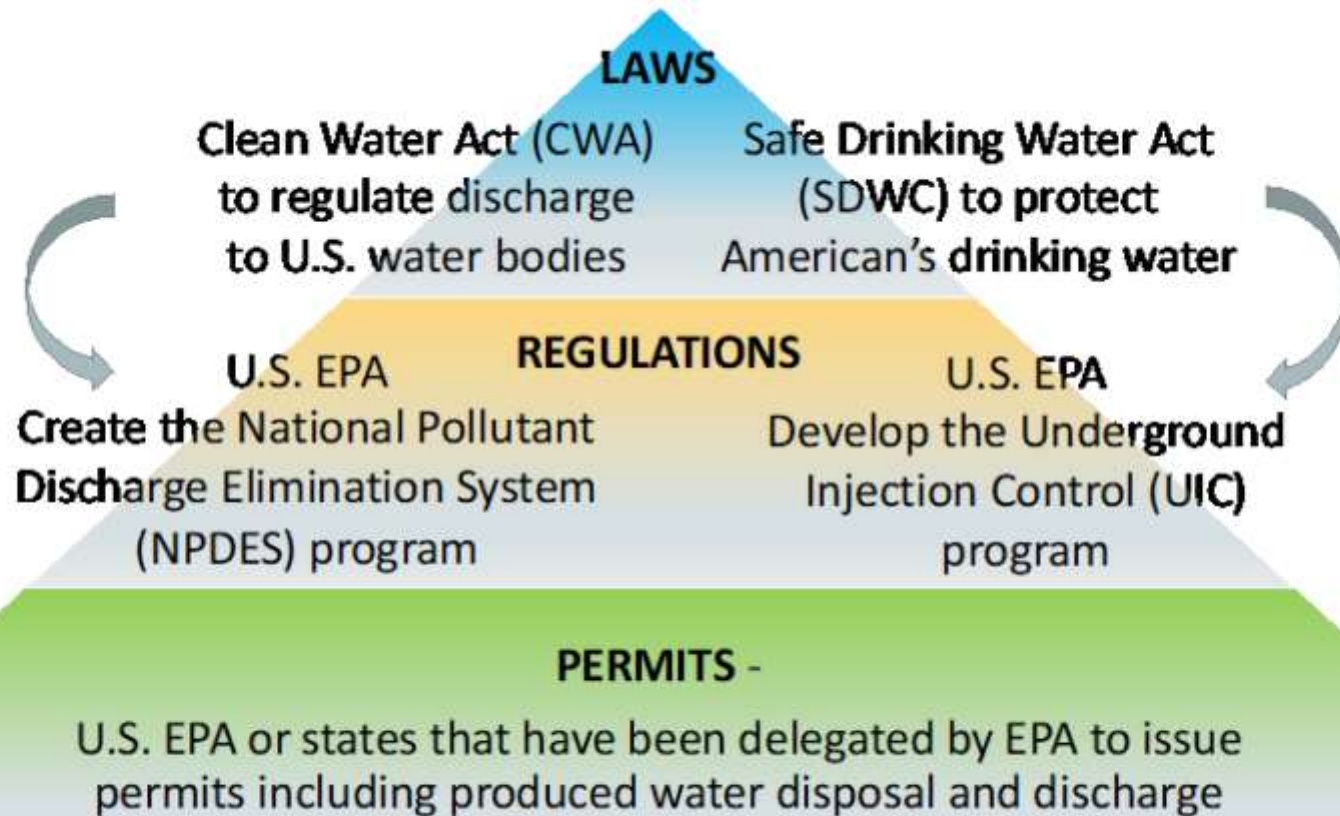 LAWS
Clean Water Act (CWA)
to regulate discharge
to U.S. water bodies
Safe Drinking Water Act
(SDWC) to protect
American's drinking water
REGULATIONS
U.S. EPA
Create the National Pollutant
Discharge Elimination System
(NPDES) program
U.S. EPA
Develop the Underground
Injection Control (UIC)
program
PERMITS -
U.S. EPA or states that have been delegated by EPA to issue
permits including produced water disposal and discharge